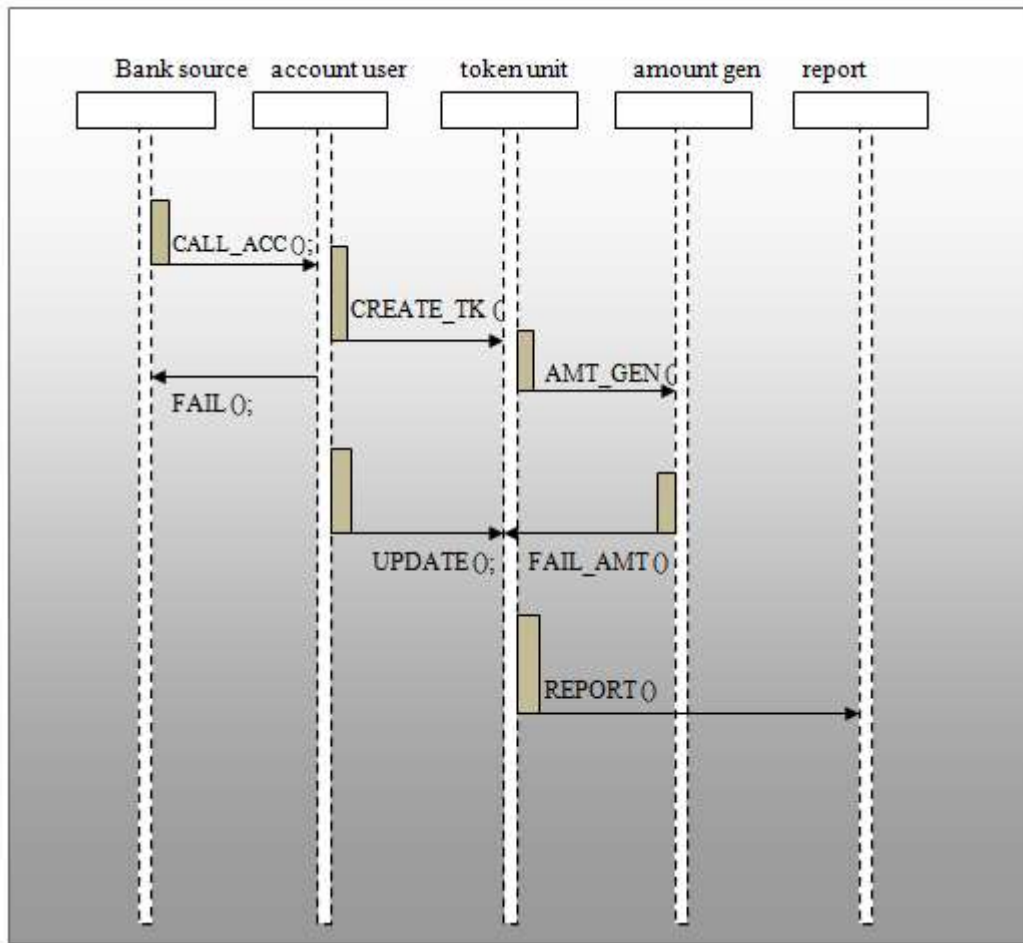 Bank source account user token unit amount gen report
CALL_ACC ();
CREATE_TK (
AMT_GEN (
FAIL ();
UPDATE (); FAIL_AMT ()
REPORT ()